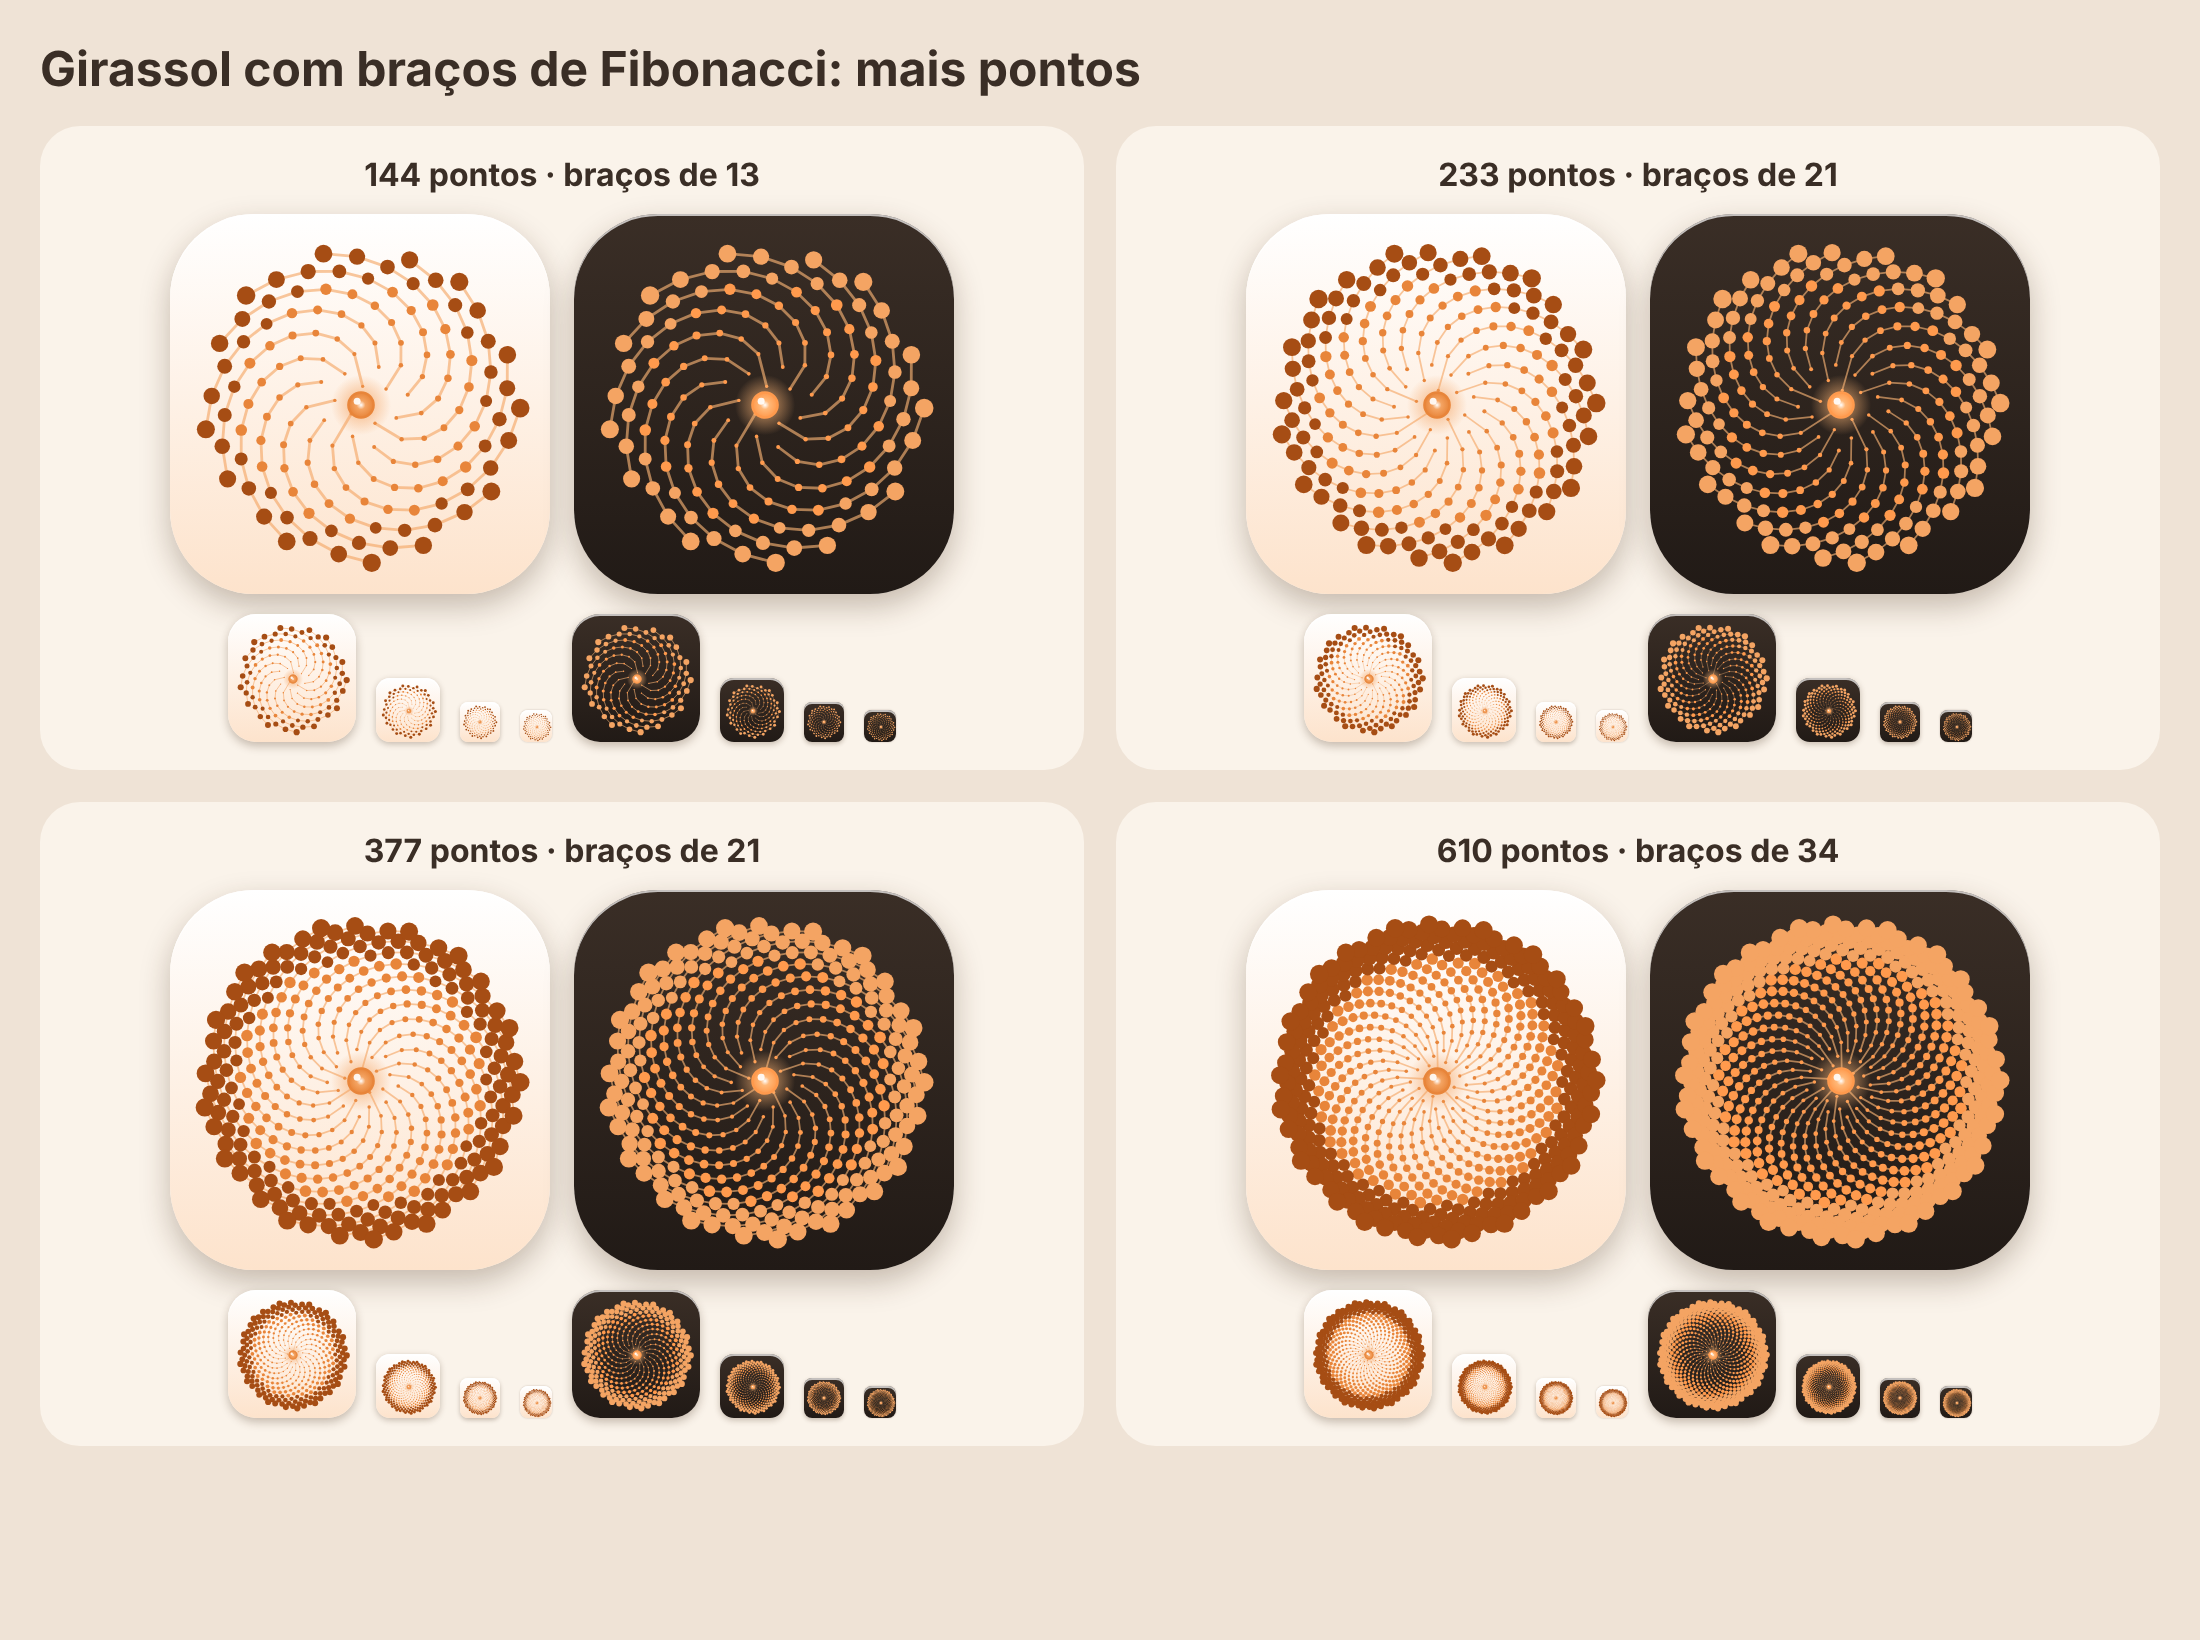 Girassol com braços de Fibonacci: mais pontos
144 pontos · braços de 13
233 pontos · braços de 21
377 pontos · braços de 21
610 pontos · braços de 34